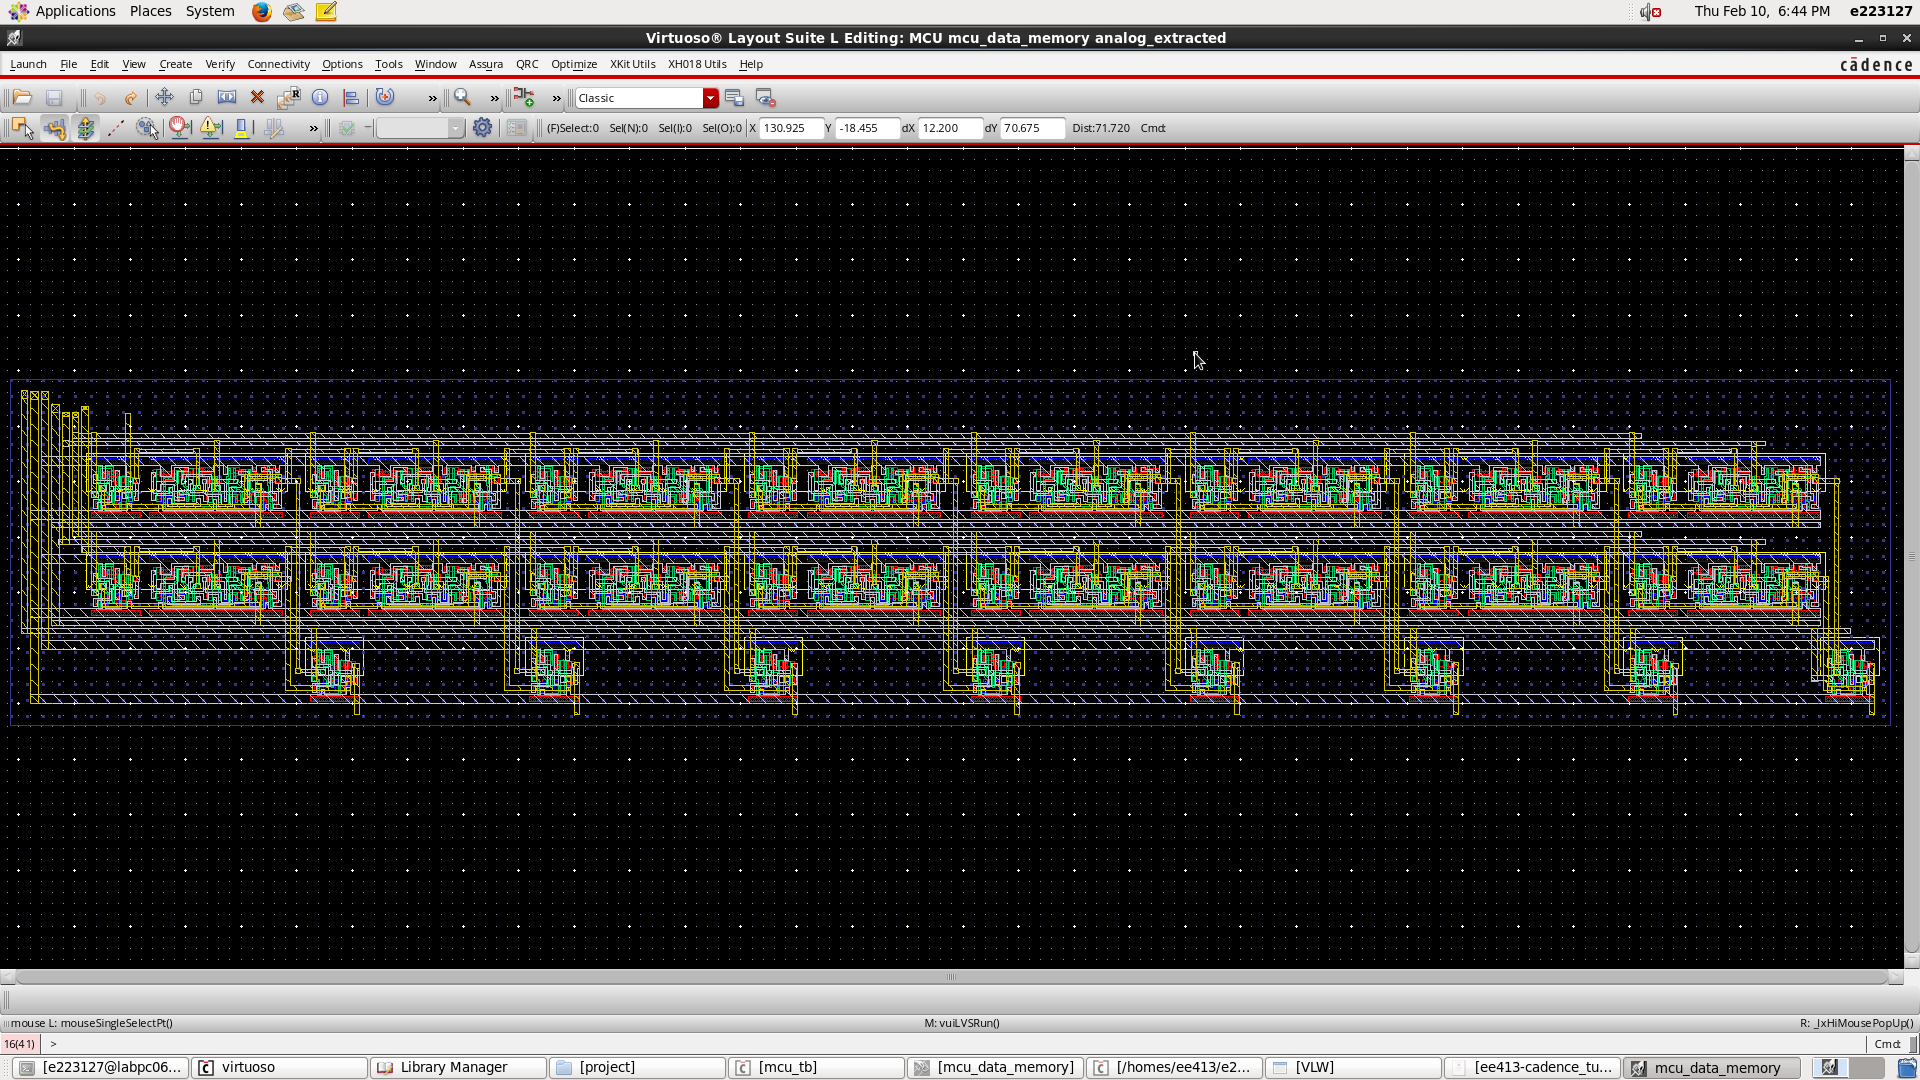 Applications Places System Thu Feb 10, 6:44 PM e223127
Virtuoso® Layout Suite L Editing: MCU mcu_data_memory analog_extracted
Launch File Edit View Create Verify Connectivity Options Tools Window Assura QRC Optimize XKit Utils XH018 Utils Help cādence
» » » Classic
» (F)Select:0 Sel(N):0 Sel(I):0 Sel(O):0 X 130.925 Y -18.455 dX 12.200 dY 70.675 Dist:71.720 Cmd:
mouse L: mouseSingleSelectPt() M: vuiLVSRun() R: _lxHiMousePopUp()
16(41) > Cmd:
[e223127@labpc06... virtuoso Library Manager [project] [mcu_tb] [mcu_data_memory] [/homes/ee413/e2... [VLW] [ee413-cadence_tu... mcu_data_memory